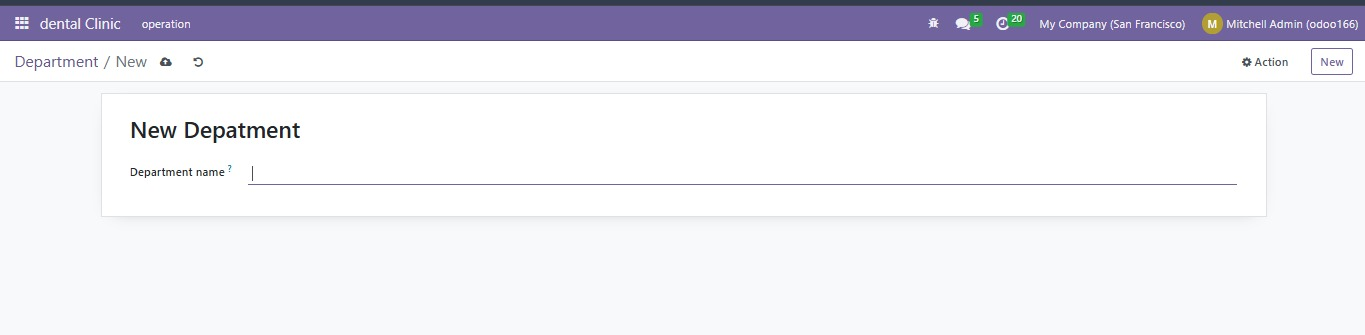 dental Clinic operation 5 20 My Company (San Francisco) M Mitchell Admin (odoo166)
Department / New Action New
New Depatment
Department name ?